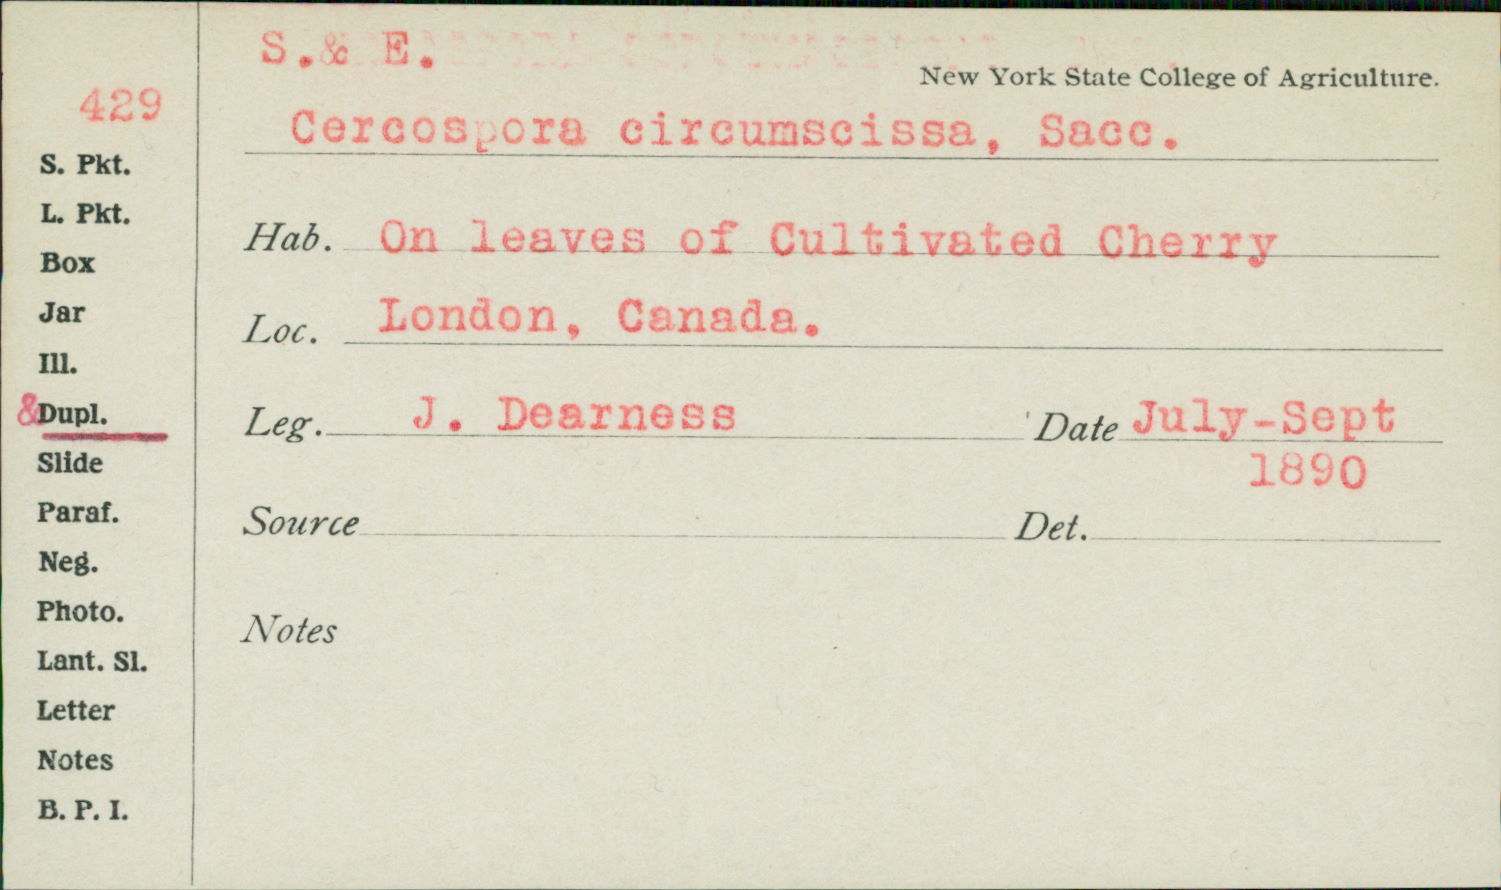 S.& E.
New York State College of Agriculture.
429
Cercospora circumscissa, Sacc.
S. Pkt.
L. Pkt.
Hab. On leaves of Cultivated Cherry
Box
Jar
Loc. London, Canada.
Ill.
& Dupl.
Leg. J. Dearness Date July-Sept
1890
Slide
Paraf.
Source Det.
Neg.
Photo.
Notes
Lant. Sl.
Letter
Notes
B. P. I.